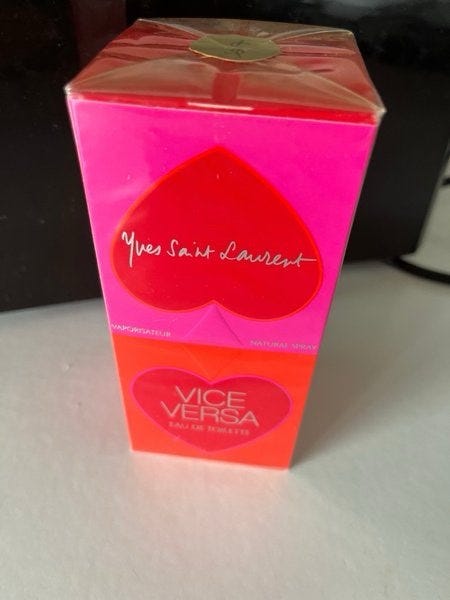 Yves Saint Laurent
VAPORISATEUR
NATURAL SPRAY
VICE
VERSA
EAU DE TOILETTE